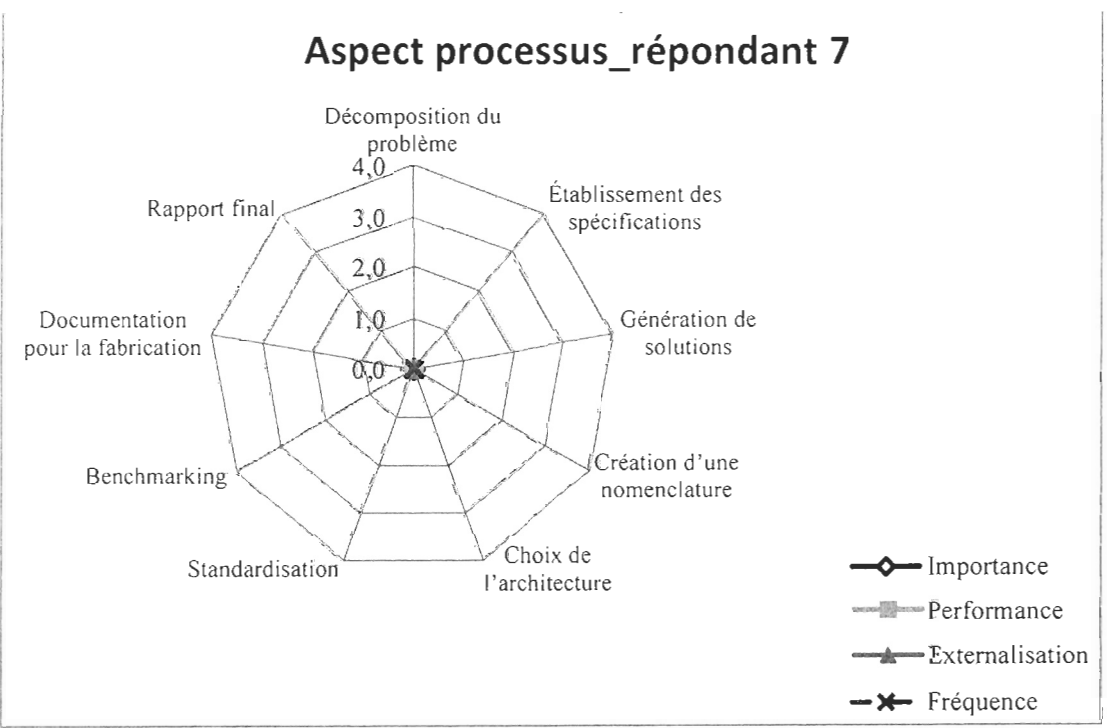 Aspect processus_répondant 7
Décomposition du
problème
4,0
Établissement des
spécifications
Rapport final
3,0
2,0
Documentation
pour la fabrication
1,0
Génération de
solutions
0,0
Benchmarking
Création d'une
nomenclature
Standardisation
Choix de
l'architecture
Importance
Performance
Externalisation
Fréquence